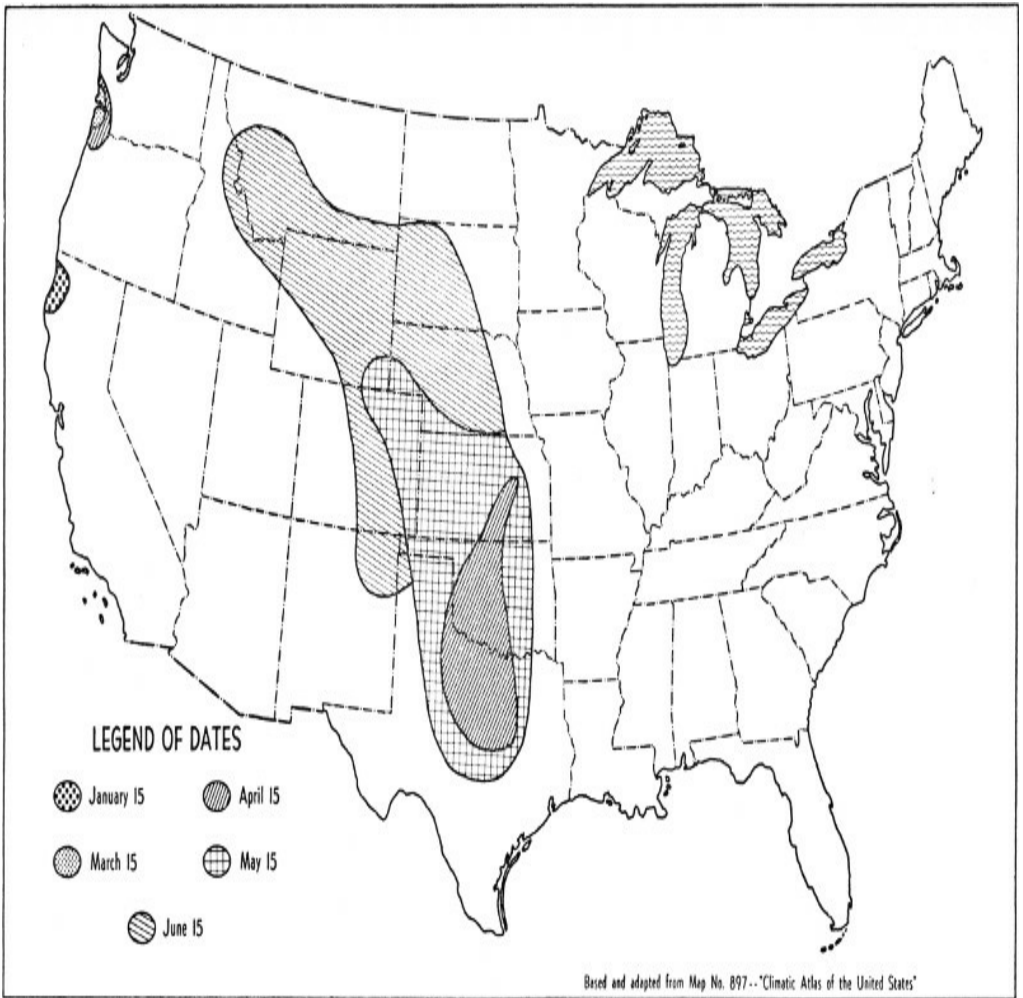 LEGEND OF DATES
January 15
April 15
March 15
May 15
June 15
Based and adapted from Map No. 897--"Climatic Atlas of the United States"